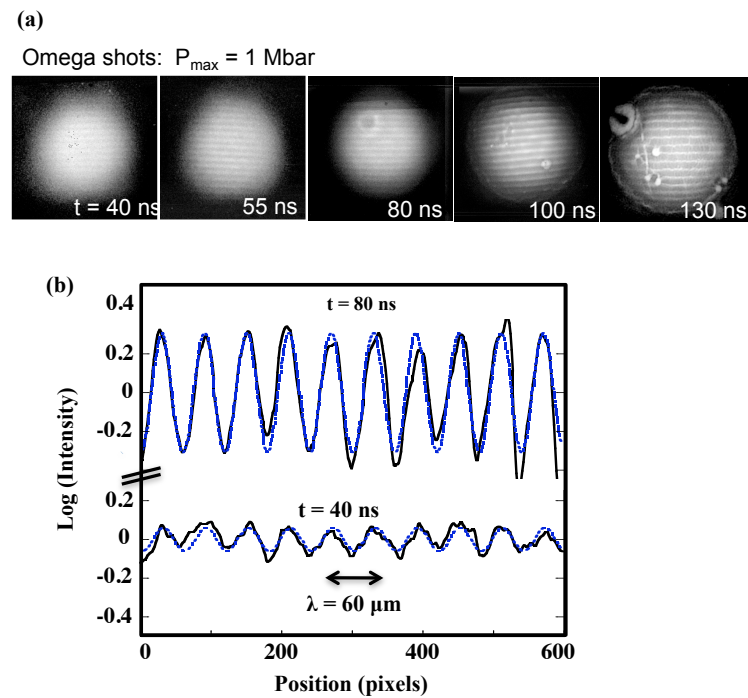 (a)
Omega shots: P_max = 1 Mbar
t = 40 ns
55 ns
80 ns
100 ns
130 ns
(b)
0.4
t = 80 ns
0.2
0
-0.2
0.2
t = 40 ns
0
-0.2
λ = 60 µm
-0.4
Log (Intensity)
0
200
400
600
Position (pixels)